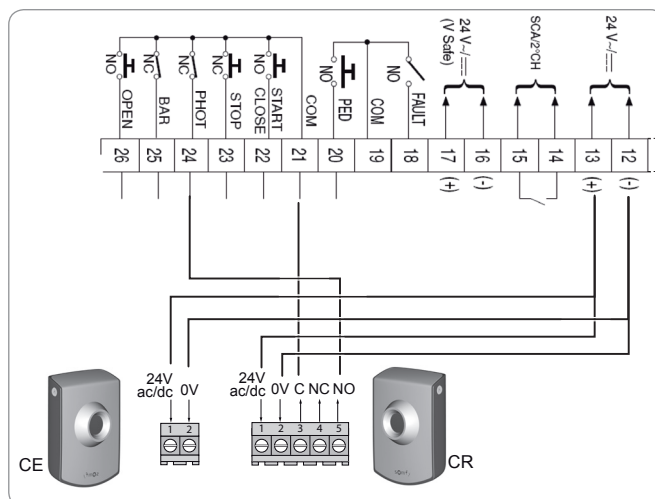 24 V~/⎓
(V Safe)
SCA/2°CH
24 V~/⎓
NO NC NC NC NO NO NO
OPEN BAR PHOT STOP START
CLOSE COM PED COM FAULT
26 25 24 23 22 21 20 19 18 17 16 15 14 13 12
(+) (-) (+) (-)
24V
ac/dc 0V
24V
ac/dc 0V C NC NO
1 2
1 2 3 4 5
somfy
CE CR